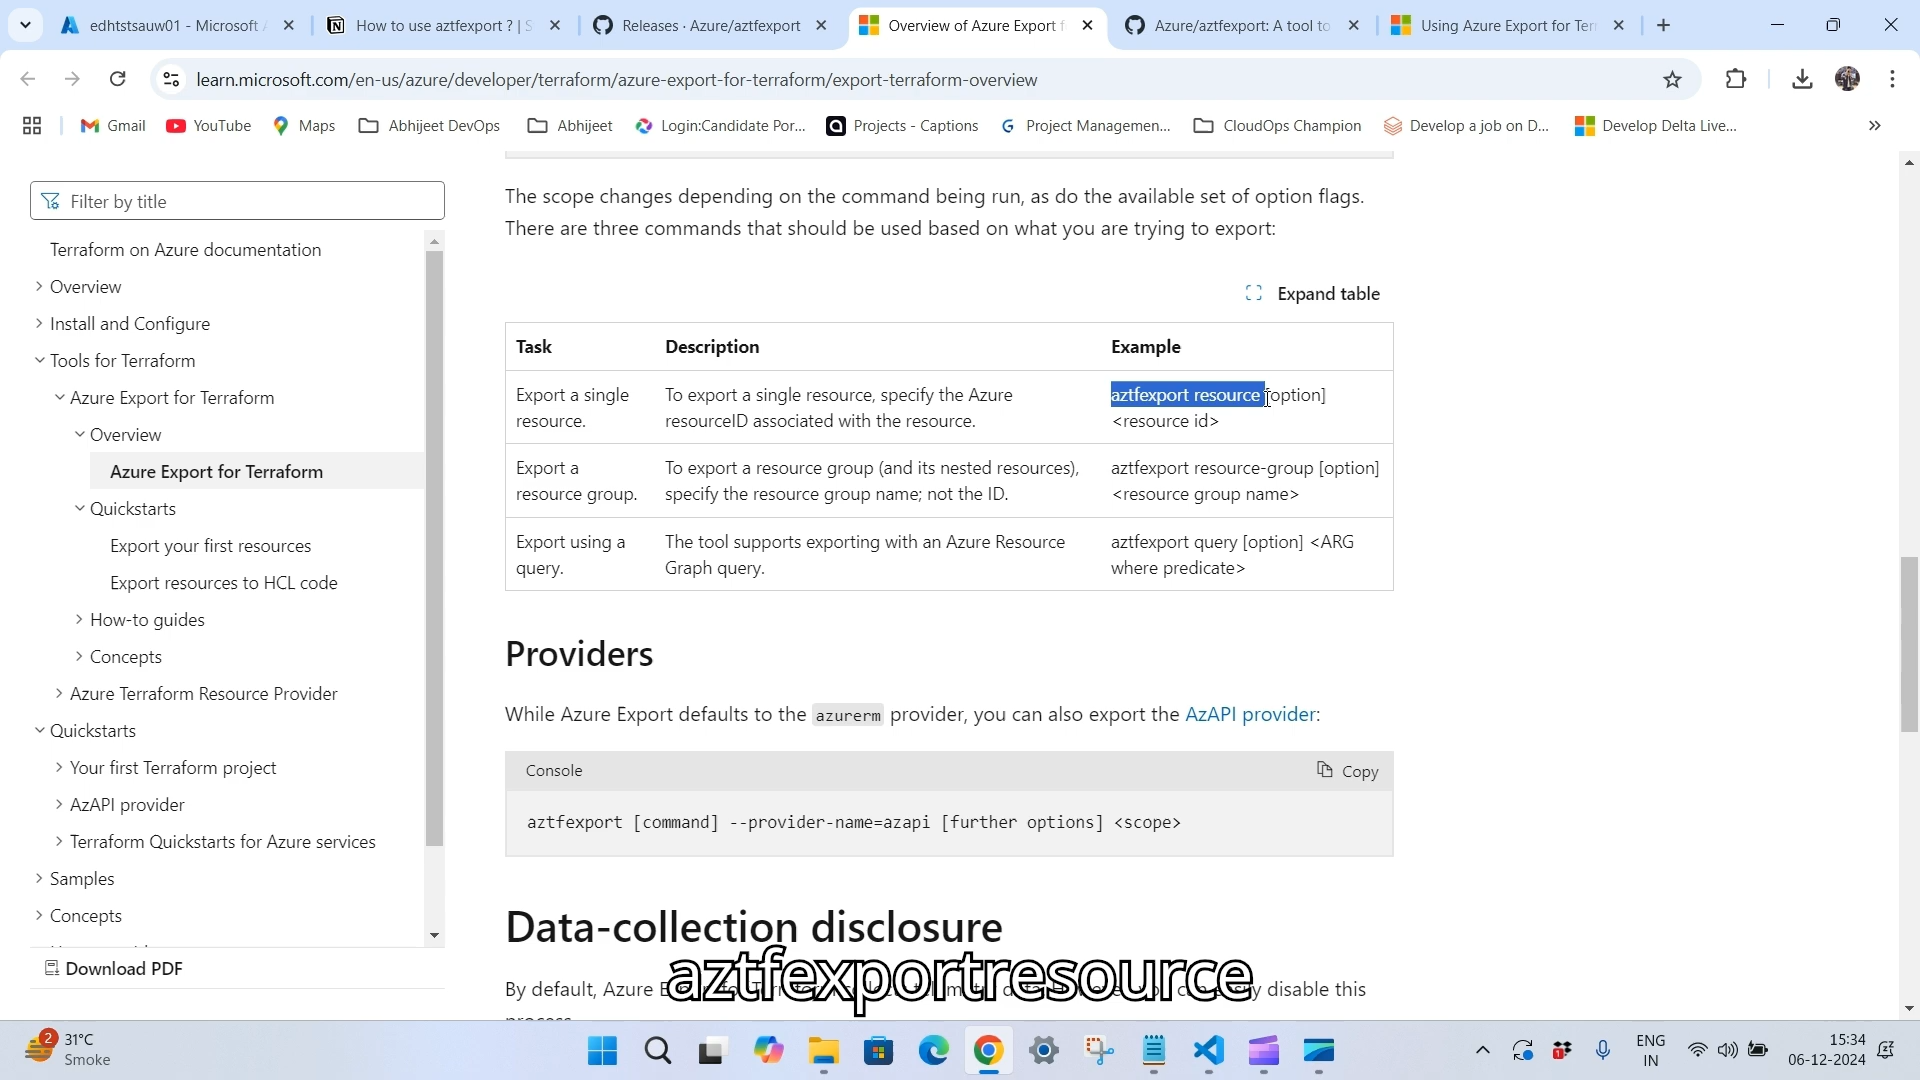 edhtstsauw01 - Microsoft
How to use aztfexport ? | S
Releases · Azure/aztfexport
Overview of Azure Export f
Azure/aztfexport: A tool to
Using Azure Export for Ter
learn.microsoft.com/en-us/azure/developer/terraform/azure-export-for-terraform/export-terraform-overview
Gmail
YouTube
Maps
Abhijeet DevOps
Abhijeet
Login:Candidate Por...
Projects - Captions
Project Managemen...
CloudOps Champion
Develop a job on D...
Develop Delta Live...
Filter by title
Terraform on Azure documentation
Overview
Install and Configure
Tools for Terraform
Azure Export for Terraform
Overview
Azure Export for Terraform
Quickstarts
Export your first resources
Export resources to HCL code
How-to guides
Concepts
Azure Terraform Resource Provider
Quickstarts
Your first Terraform project
AzAPI provider
Terraform Quickstarts for Azure services
Samples
Concepts
Download PDF
The scope changes depending on the command being run, as do the available set of option flags.
There are three commands that should be used based on what you are trying to export:
Expand table
Task Description Example
Export a single To export a single resource, specify the Azure aztfexport resource [option]
resource. resourceID associated with the resource. <resource id>
Export a To export a resource group (and its nested resources), aztfexport resource-group [option]
resource group. specify the resource group name; not the ID. <resource group name>
Export using a The tool supports exporting with an Azure Resource aztfexport query [option] <ARG
query. Graph query. where predicate>
Providers
While Azure Export defaults to the azurerm provider, you can also export the AzAPI provider:
Console Copy
aztfexport [command] --provider-name=azapi [further options] <scope>
Data-collection disclosure
aztfexportresource
By default, Azure disable this
2
31°C
Smoke
1
ENG
IN
15:34
06-12-2024